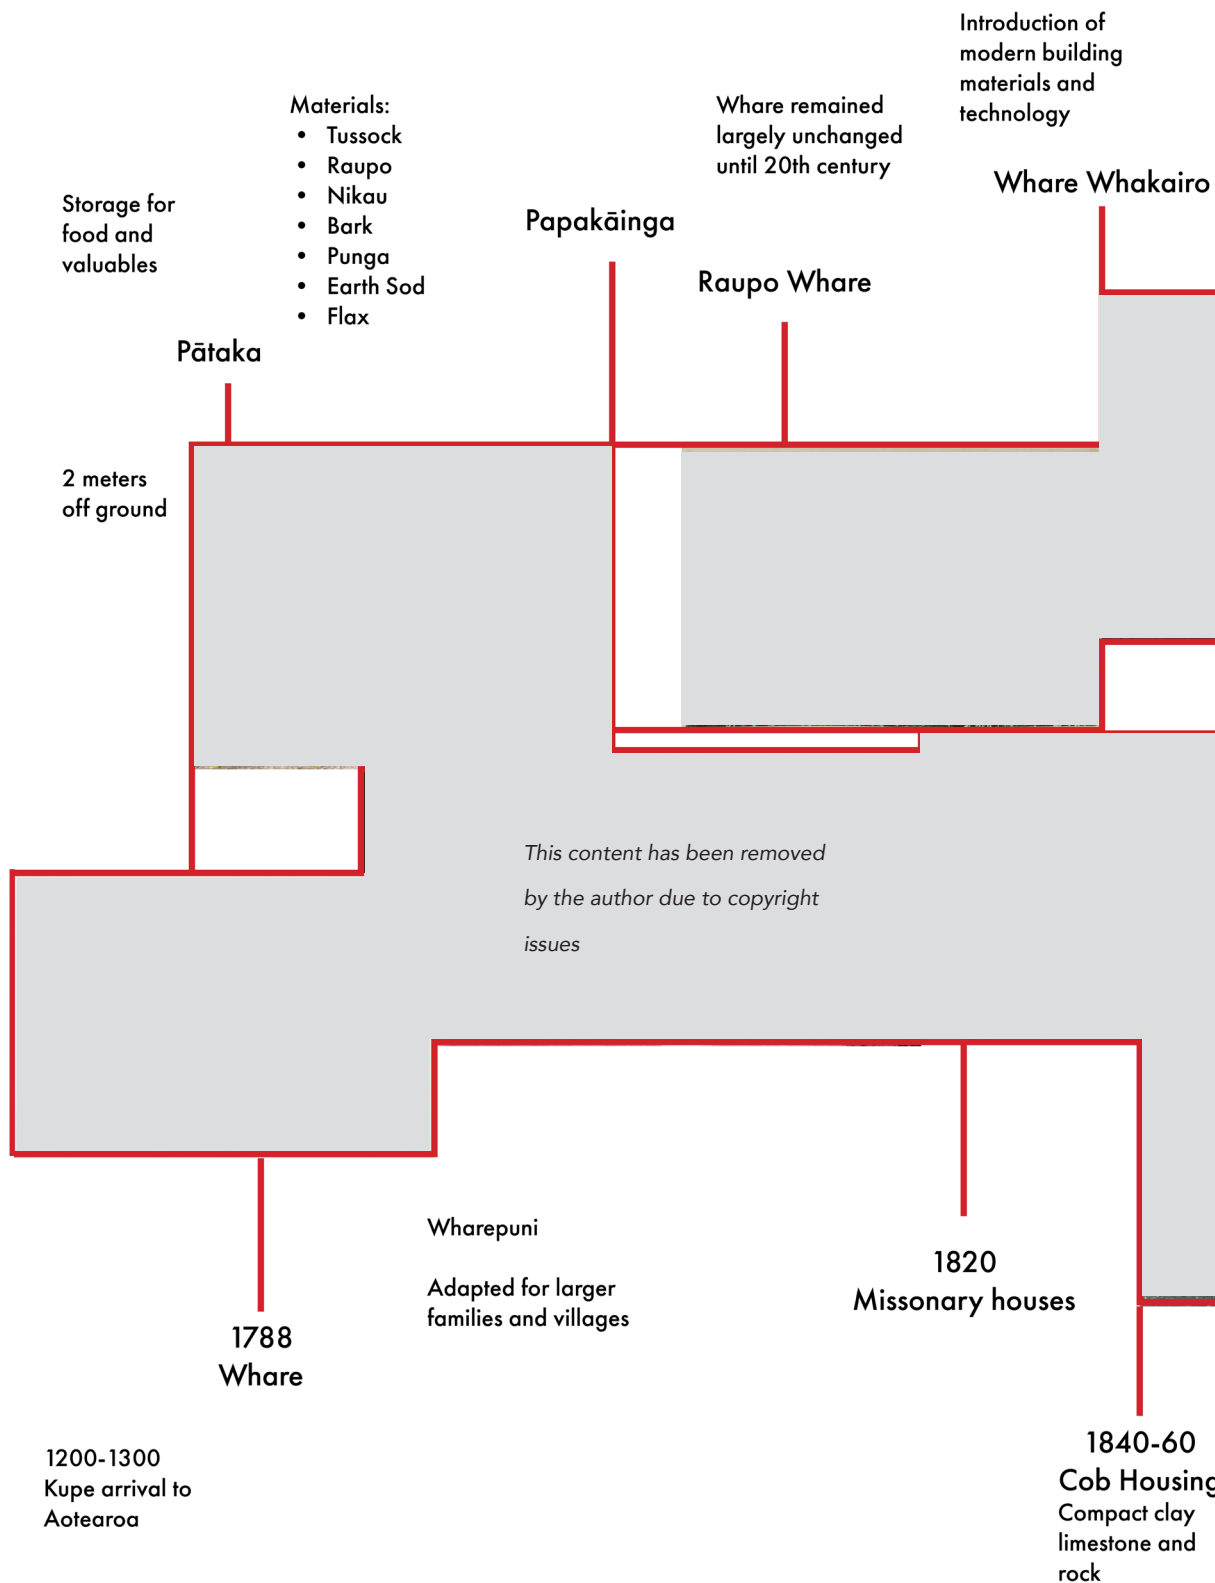 Introduction of
modern building
materials and
technology
Materials:
• Tussock
• Raupo
• Nikau
• Bark
• Punga
• Earth Sod
• Flax
Whare remained
largely unchanged
until 20th century
Whare Whakairo
Storage for
food and
valuables
Papakāinga
Raupo Whare
Pātaka
2 meters
off ground
This content has been removed
by the author due to copyright
issues
Wharepuni
Adapted for larger
families and villages
1820
Missonary houses
1788
Whare
1200-1300
Kupe arrival to
Aotearoa
1840-60
Cob Housing
Compact clay
limestone and
rock